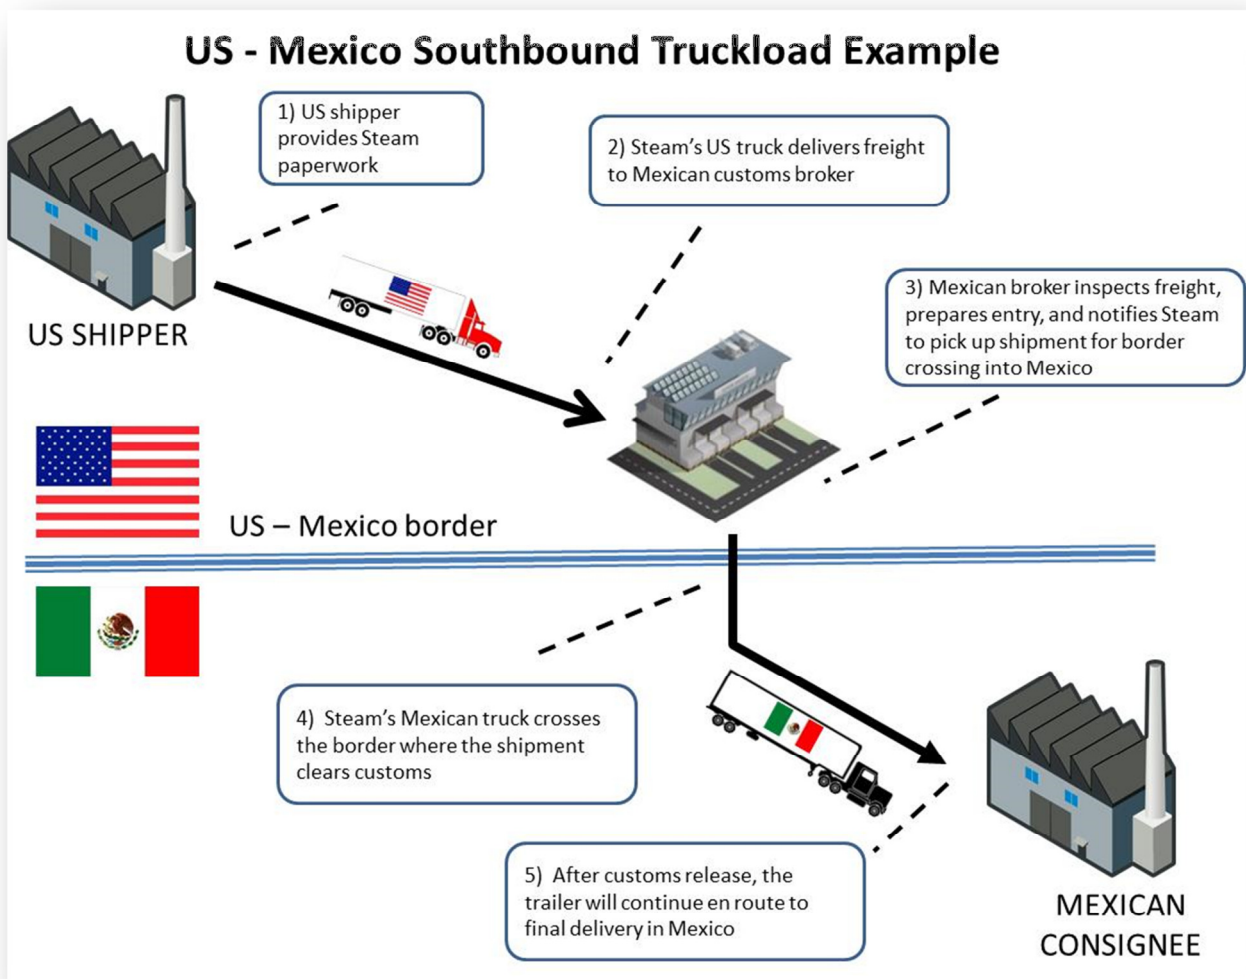 US - Mexico Southbound Truckload Example
1) US shipper
provides Steam
paperwork
2) Steam's US truck delivers freight
to Mexican customs broker
3) Mexican broker inspects freight,
prepares entry, and notifies Steam
to pick up shipment for border
crossing into Mexico
US SHIPPER
US – Mexico border
4) Steam's Mexican truck crosses
the border where the shipment
clears customs
5) After customs release, the
trailer will continue en route to
final delivery in Mexico
MEXICAN
CONSIGNEE